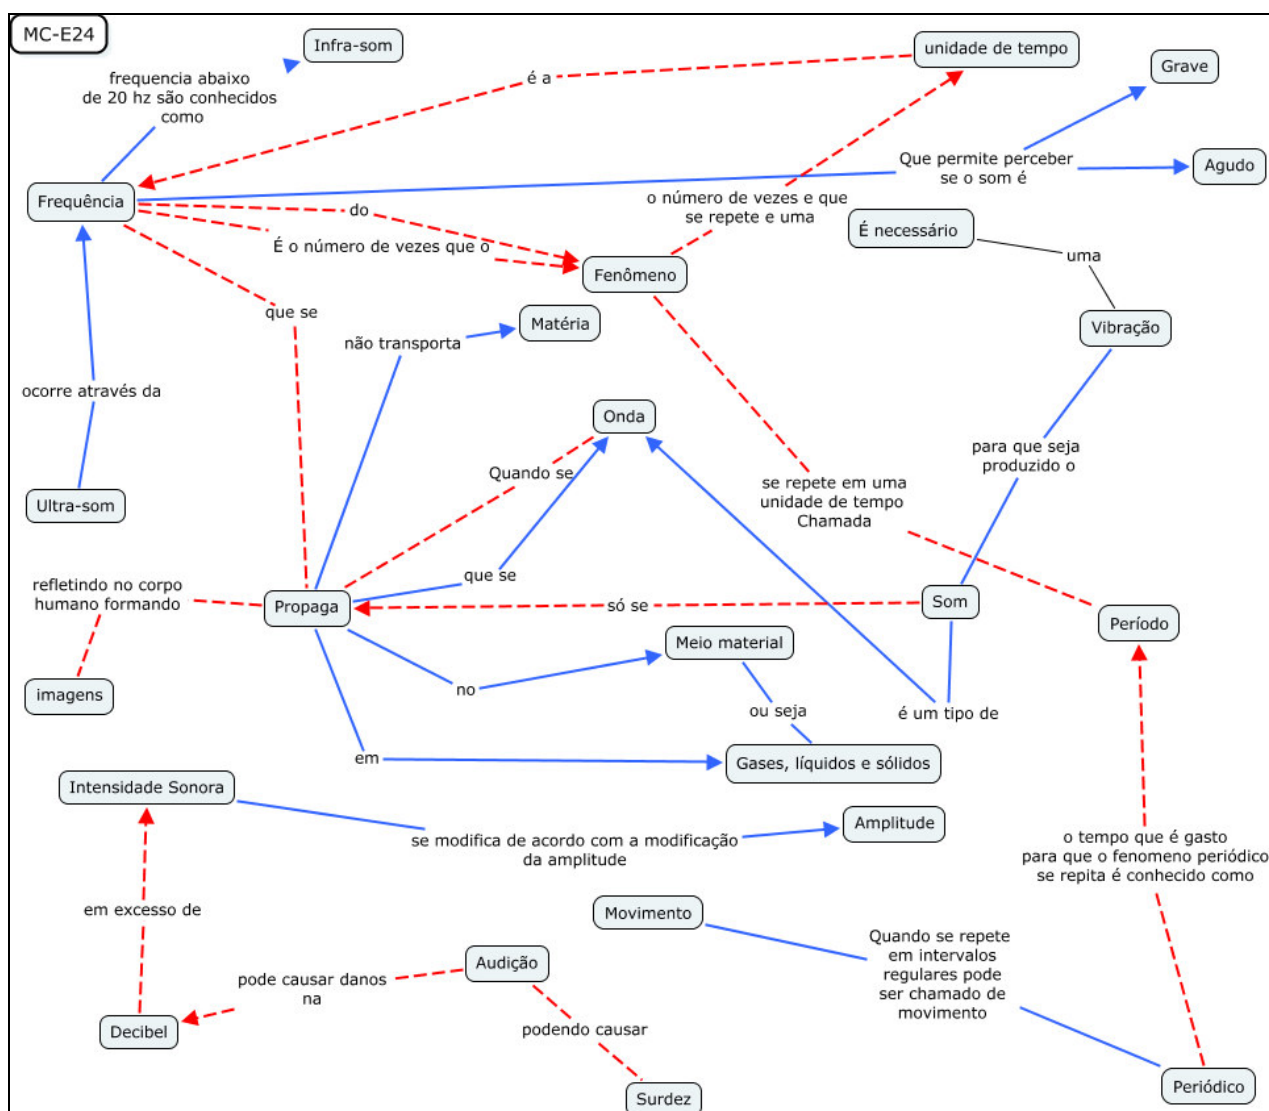 MC-E24
Infra-som
unidade de tempo
Grave
é a
frequencia abaixo
de 20 hz são conhecidos
como
Que permite perceber
se o som é
Agudo
Frequência
do
o número de vezes e que
se repete e uma
É necessário
É o número de vezes que o
Fenômeno
uma
que se
Matéria
Vibração
não transporta
ocorre através da
Onda
Quando se
para que seja
produzido o
se repete em uma
unidade de tempo
Chamada
Ultra-som
que se
refletindo no corpo
humano formando
Propaga
só se
Som
Período
Meio material
imagens
no
ou seja
é um tipo de
em
Gases, líquidos e sólidos
Intensidade Sonora
Amplitude
se modifica de acordo com a modificação
da amplitude
o tempo que é gasto
para que o fenomeno periódico
se repita é conhecido como
em excesso de
Movimento
Quando se repete
em intervalos
regulares pode
ser chamado de
movimento
Audição
pode causar danos
na
Decibel
podendo causar
Surdez
Periódico